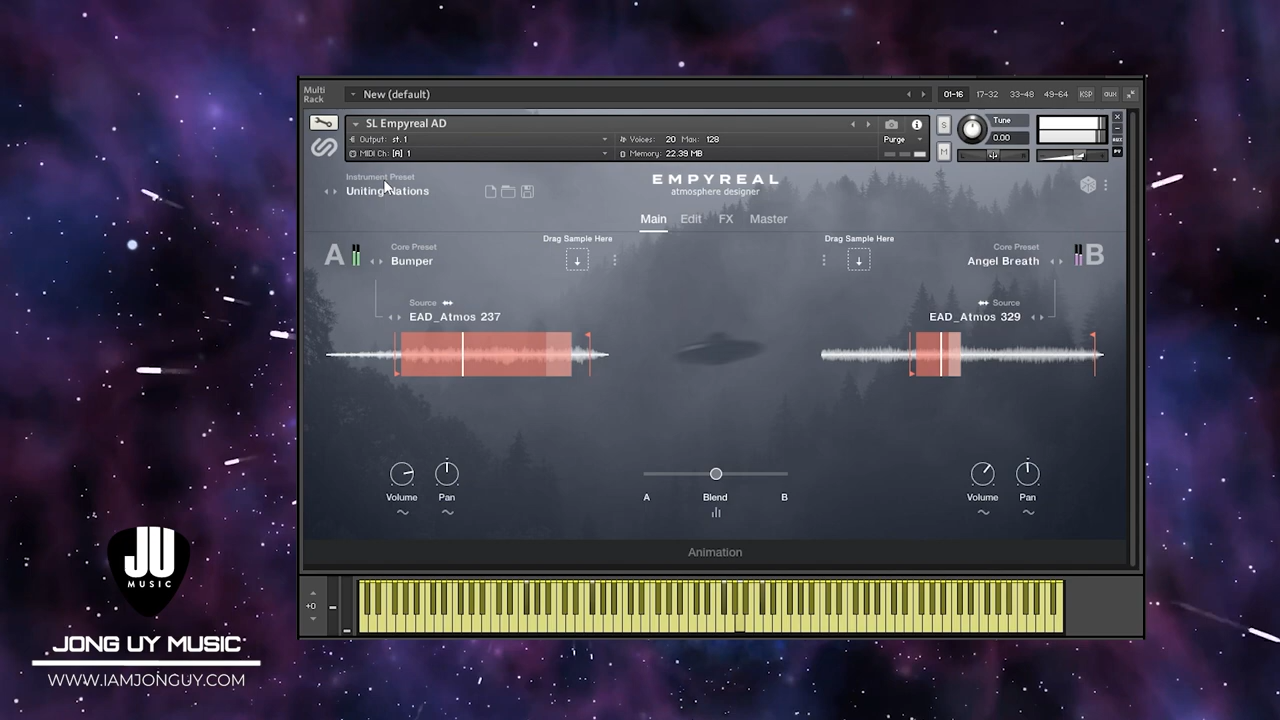 Multi
Rack
New (default)
01-16 17-32 33-48 49-64 KSP aux
SL Empyreal AD
Output: st.1 Voices: 20 Max: 128 Purge
MIDI Ch: [A] 1 Memory: 22.39 MB
S
M
Tune
0.00
AUX
PV
Instrument Preset
Uniting Nations
EMPYREAL
atmosphere designer
Main Edit FX Master
A
Core Preset
Bumper
Drag Sample Here
Drag Sample Here
Core Preset
Angel Breath
B
Source
EAD_Atmos 237
Source
EAD_Atmos 329
Volume Pan
A Blend B
Volume Pan
Animation
+0
JU
MUSIC
JONG UY MUSIC
WWW.IAMJONGUY.COM